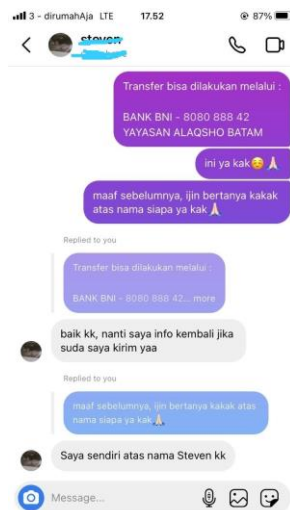 3 - dirumahAja LTE 17.52 87%
steven
Transfer bisa dilakukan melalui :
BANK BNI - 8080 888 42
YAYASAN ALAQSHO BATAM
ini ya kak
maaf sebelumnya, ijin bertanya kakak
atas nama siapa ya kak
Replied to you
Transfer bisa dilakukan melalui :
BANK BNI - 8080 888 42... more
baik kk, nanti saya info kembali jika
suda saya kirim yaa
Replied to you
maaf sebelumnya, ijin bertanya kakak atas
nama siapa ya kak
Saya sendiri atas nama Steven kk
Message...